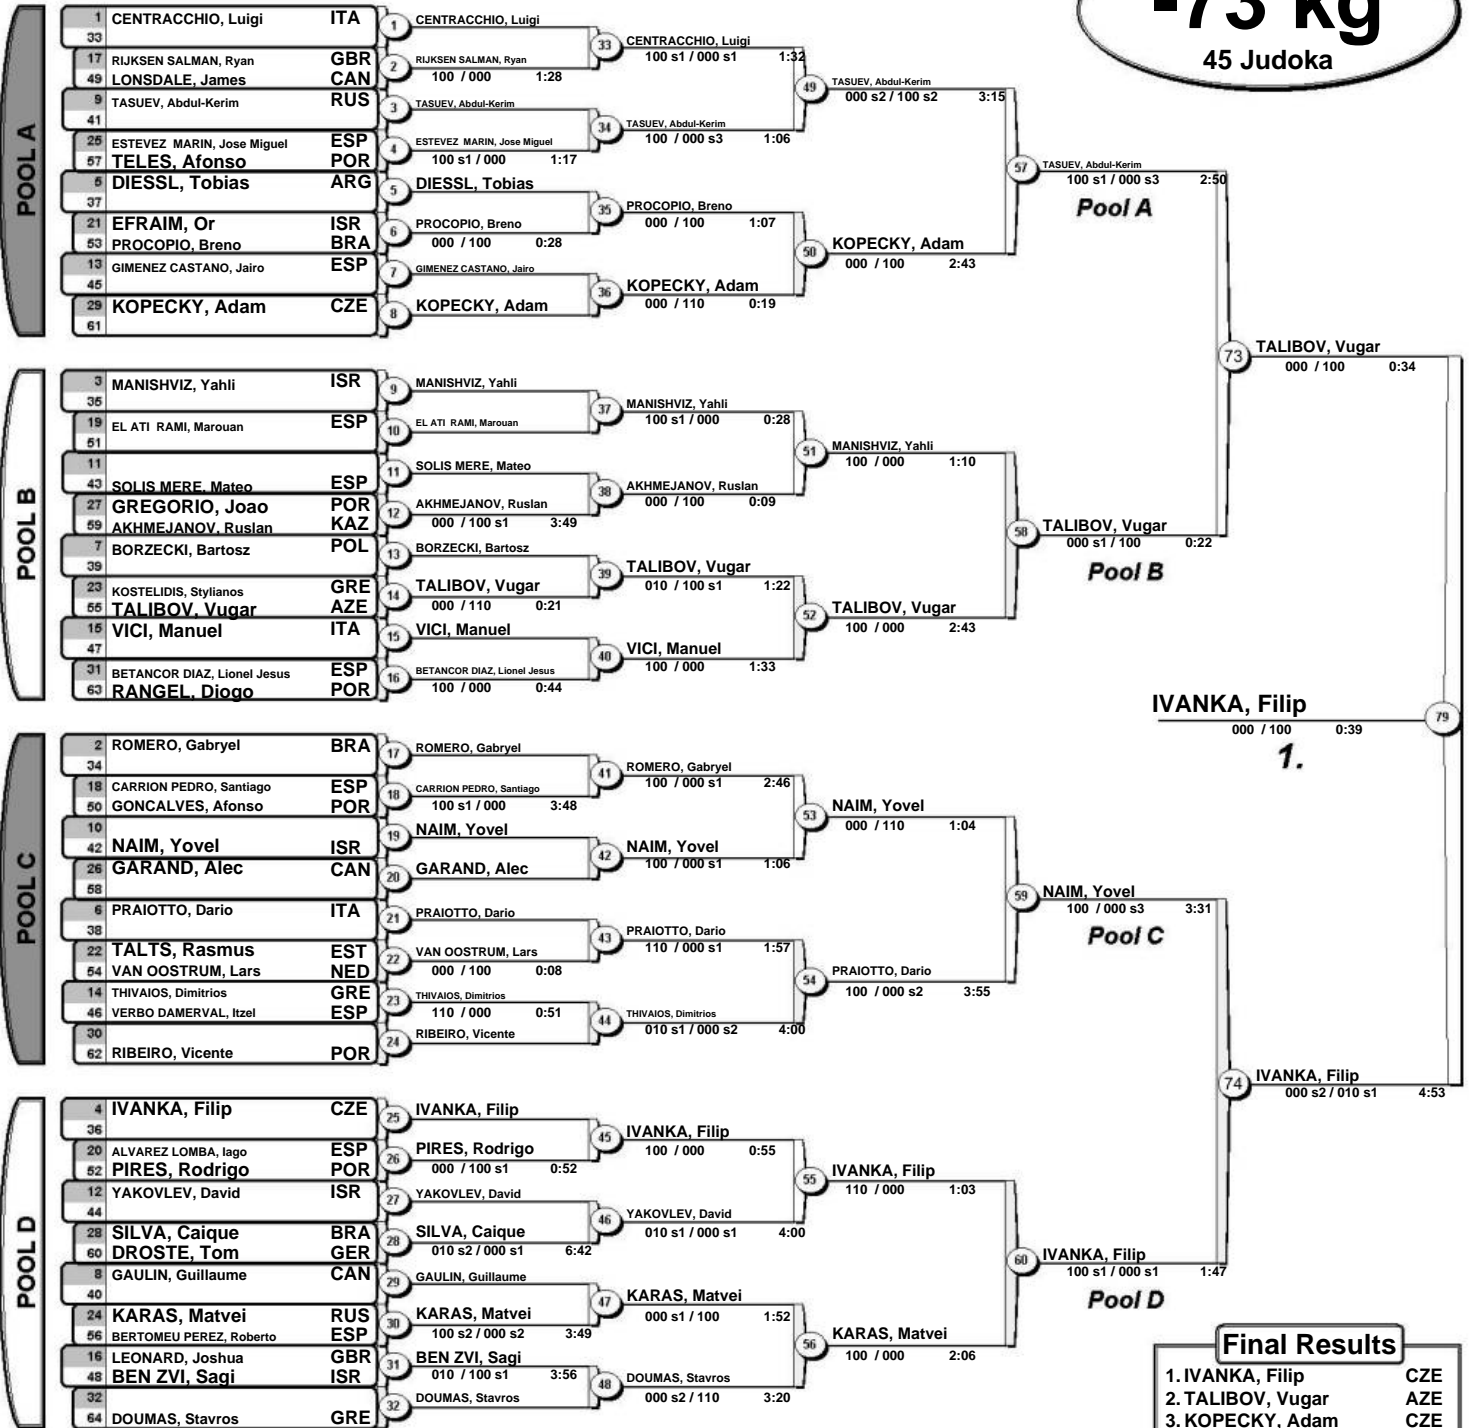 -73 kg
45 Judoka
POOL A
1 CENTRACCHIO, Luigi ITA
33
17 RIJKSEN SALMAN, Ryan GBR
49 LONSDALE, James CAN
9 TASUEV, Abdul-Kerim RUS
41
25 ESTEVEZ MARIN, Jose Miguel ESP
57 TELES, Afonso POR
5 DIESSL, Tobias ARG
37
21 EFRAIM, Or ISR
53 PROCOPIO, Breno BRA
13 GIMENEZ CASTANO, Jairo ESP
45
29 KOPECKY, Adam CZE
61
1 CENTRACCHIO, Luigi
2 RIJKSEN SALMAN, Ryan
100 / 000 1:28
3 TASUEV, Abdul-Kerim
4 ESTEVEZ MARIN, Jose Miguel
100 s1 / 000 1:17
5 DIESSL, Tobias
6 PROCOPIO, Breno
000 / 100 0:28
7 GIMENEZ CASTANO, Jairo
8 KOPECKY, Adam
33 CENTRACCHIO, Luigi
100 s1 / 000 s1 1:32
34 TASUEV, Abdul-Kerim
100 / 000 s3 1:06
35 PROCOPIO, Breno
000 / 100 1:07
36 KOPECKY, Adam
000 / 110 0:19
49 TASUEV, Abdul-Kerim
000 s2 / 100 s2 3:15
50 KOPECKY, Adam
000 / 100 2:43
57 TASUEV, Abdul-Kerim
100 s1 / 000 s3 2:50
Pool A
POOL B
3 MANISHVIZ, Yahli ISR
35
19 EL ATI RAMI, Marouan ESP
51
11
43 SOLIS MERE, Mateo ESP
27 GREGORIO, Joao POR
59 AKHMEJANOV, Ruslan KAZ
7 BORZECKI, Bartosz POL
39
23 KOSTELIDIS, Stylianos GRE
55 TALIBOV, Vugar AZE
15 VICI, Manuel ITA
47
31 BETANCOR DIAZ, Lionel Jesus ESP
63 RANGEL, Diogo POR
9 MANISHVIZ, Yahli
10 EL ATI RAMI, Marouan
11 SOLIS MERE, Mateo
12 AKHMEJANOV, Ruslan
000 / 100 s1 3:49
13 BORZECKI, Bartosz
14 TALIBOV, Vugar
000 / 110 0:21
15 VICI, Manuel
16 BETANCOR DIAZ, Lionel Jesus
100 / 000 0:44
37 MANISHVIZ, Yahli
100 s1 / 000 0:28
38 AKHMEJANOV, Ruslan
000 / 100 0:09
39 TALIBOV, Vugar
010 / 100 s1 1:22
40 VICI, Manuel
100 / 000 1:33
51 MANISHVIZ, Yahli
100 / 000 1:10
52 TALIBOV, Vugar
100 / 000 2:43
58 TALIBOV, Vugar
000 s1 / 100 0:22
Pool B
73 TALIBOV, Vugar
000 / 100 0:34
IVANKA, Filip 79
000 / 100 0:39
1.
POOL C
2 ROMERO, Gabryel BRA
34
18 CARRION PEDRO, Santiago ESP
50 GONCALVES, Afonso POR
10
42 NAIM, Yovel ISR
26 GARAND, Alec CAN
58
6 PRAIOTTO, Dario ITA
38
22 TALTS, Rasmus EST
54 VAN OOSTRUM, Lars NED
14 THIVAIOS, Dimitrios GRE
46 VERBO DAMERVAL, Itzel ESP
30
62 RIBEIRO, Vicente POR
17 ROMERO, Gabryel
18 CARRION PEDRO, Santiago
100 s1 / 000 3:48
19 NAIM, Yovel
20 GARAND, Alec
21 PRAIOTTO, Dario
22 VAN OOSTRUM, Lars
000 / 100 0:08
23 THIVAIOS, Dimitrios
110 / 000 0:51
24 RIBEIRO, Vicente
41 ROMERO, Gabryel
100 / 000 s1 2:46
42 NAIM, Yovel
100 / 000 s1 1:06
43 PRAIOTTO, Dario
110 / 000 s1 1:57
44 THIVAIOS, Dimitrios
010 s1 / 000 s2 4:00
53 NAIM, Yovel
000 / 110 1:04
54 PRAIOTTO, Dario
100 / 000 s2 3:55
59 NAIM, Yovel
100 / 000 s3 3:31
Pool C
POOL D
4 IVANKA, Filip CZE
36
20 ALVAREZ LOMBA, Iago ESP
52 PIRES, Rodrigo POR
12 YAKOVLEV, David ISR
44
28 SILVA, Caique BRA
60 DROSTE, Tom GER
8 GAULIN, Guillaume CAN
40
24 KARAS, Matvei RUS
56 BERTOMEU PEREZ, Roberto ESP
16 LEONARD, Joshua GBR
48 BEN ZVI, Sagi ISR
32
64 DOUMAS, Stavros GRE
25 IVANKA, Filip
26 PIRES, Rodrigo
000 / 100 s1 0:52
27 YAKOVLEV, David
28 SILVA, Caique
010 s2 / 000 s1 6:42
29 GAULIN, Guillaume
30 KARAS, Matvei
100 s2 / 000 s2 3:49
31 BEN ZVI, Sagi
010 / 100 s1 3:56
32 DOUMAS, Stavros
45 IVANKA, Filip
100 / 000 0:55
46 YAKOVLEV, David
010 s1 / 000 s1 4:00
47 KARAS, Matvei
000 s1 / 100 1:52
48 DOUMAS, Stavros
000 s2 / 110 3:20
55 IVANKA, Filip
110 / 000 1:03
56 KARAS, Matvei
100 / 000 2:06
60 IVANKA, Filip
100 s1 / 000 s1 1:47
Pool D
74 IVANKA, Filip
000 s2 / 010 s1 4:53
Final Results
1. IVANKA, Filip CZE
2. TALIBOV, Vugar AZE
3. KOPECKY, Adam CZE